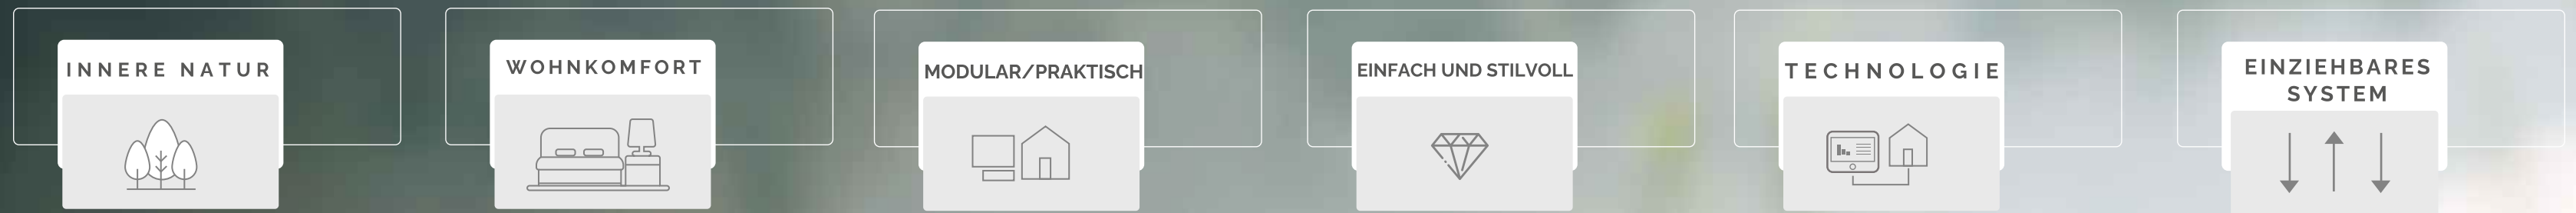 INNERE NATUR
WOHNKOMFORT
MODULAR/PRAKTISCH
EINFACH UND STILVOLL
TECHNOLOGIE
EINZIEHBARES
SYSTEM